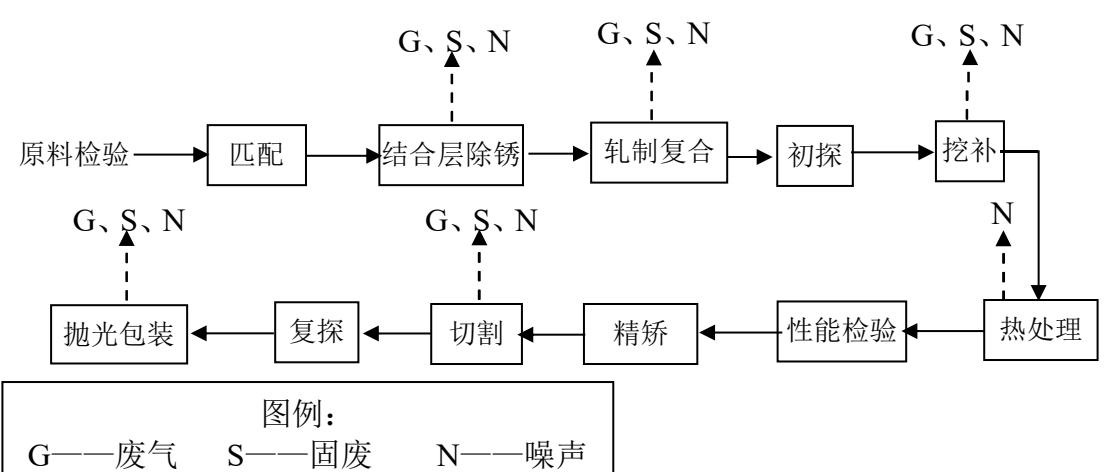 G、S、N
G、S、N
G、S、N
原料检验
匹配
结合层除锈
轧制复合
初探
挖补
G、S、N
G、S、N
N
抛光包装
复探
切割
精矫
性能检验
热处理
图例：
G——废气 S——固废 N——噪声